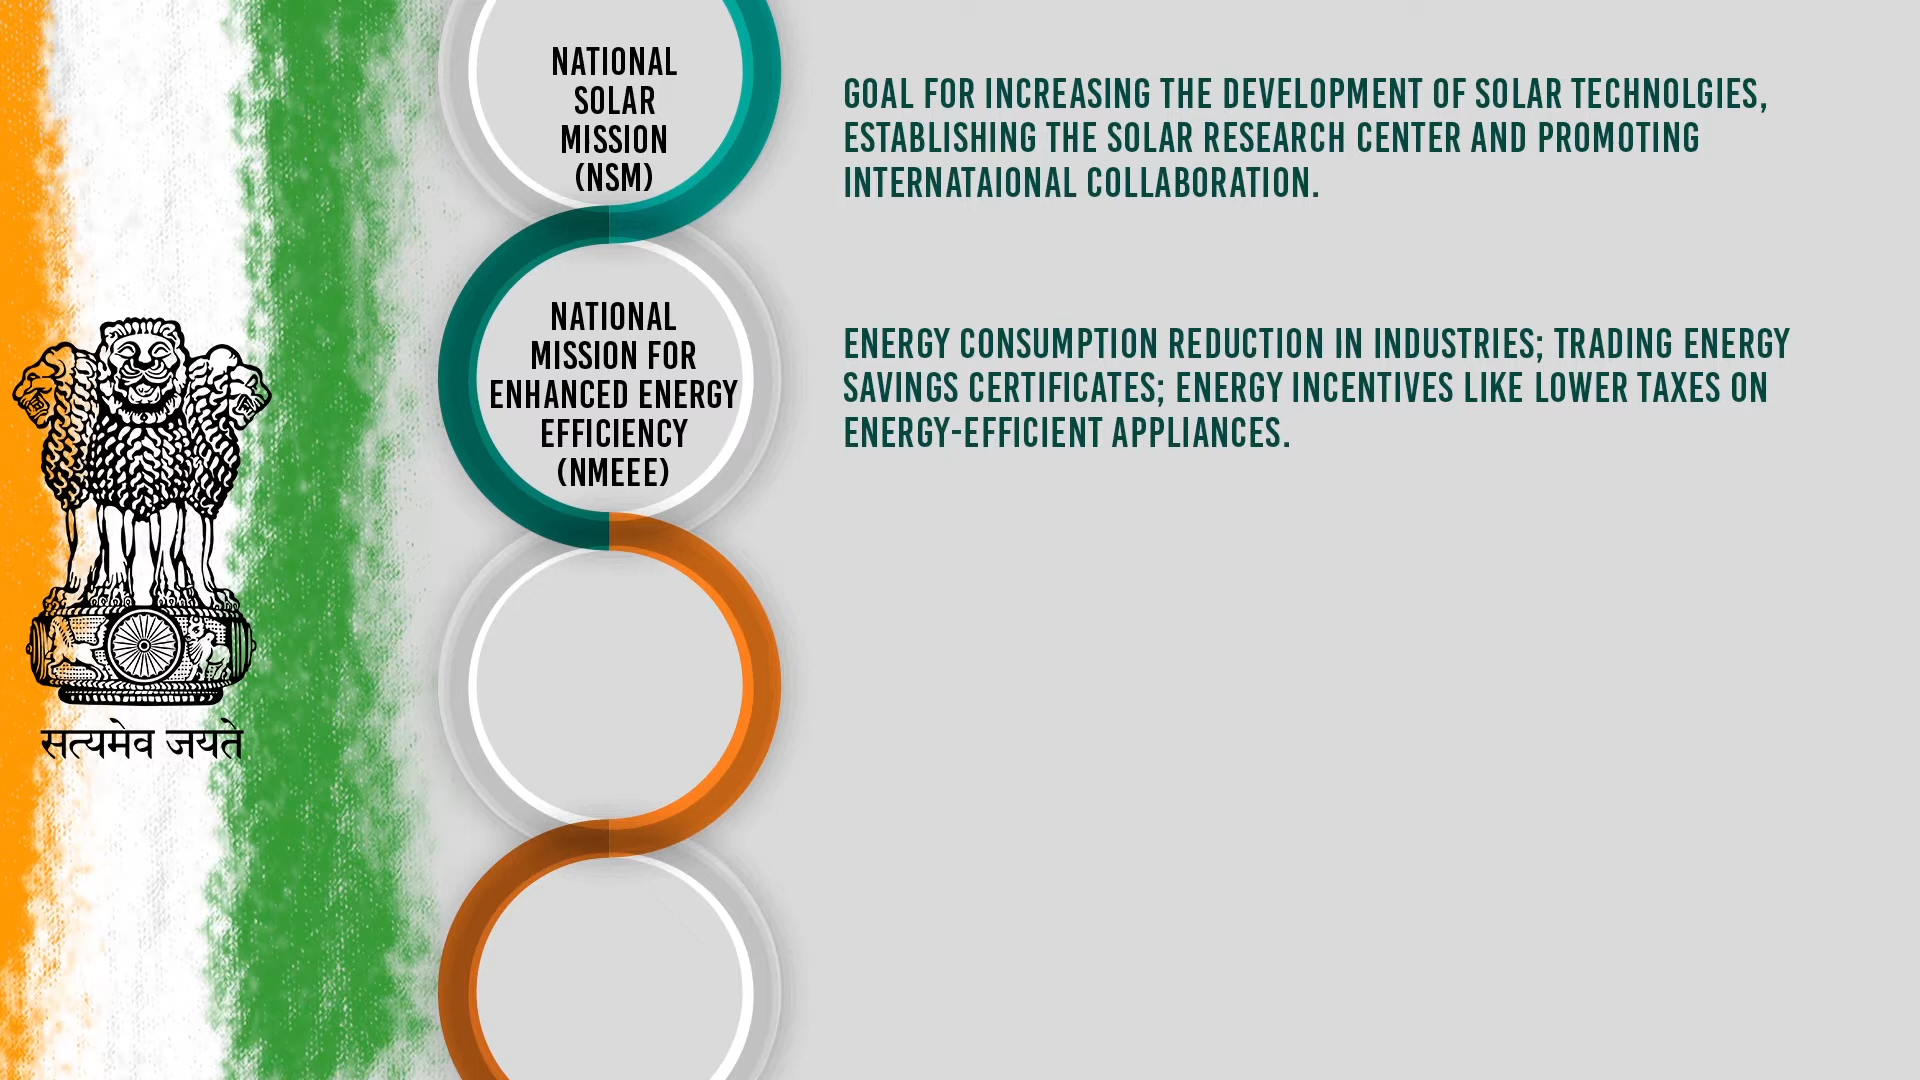 NATIONAL
SOLAR
MISSION
(NSM)
GOAL FOR INCREASING THE DEVELOPMENT OF SOLAR TECHNOLGIES,
ESTABLISHING THE SOLAR RESEARCH CENTER AND PROMOTING
INTERNATAIONAL COLLABORATION.
NATIONAL
MISSION FOR
ENHANCED ENERGY
EFFICIENCY
(NMEEE)
ENERGY CONSUMPTION REDUCTION IN INDUSTRIES; TRADING ENERGY
SAVINGS CERTIFICATES; ENERGY INCENTIVES LIKE LOWER TAXES ON
ENERGY-EFFICIENT APPLIANCES.
सत्यमेव जयते